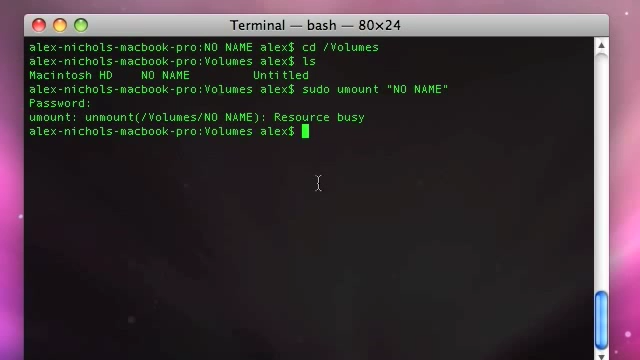 Terminal — bash — 80×24
alex-nichols-macbook-pro:NO NAME alex$ cd /Volumes
alex-nichols-macbook-pro:Volumes alex$ ls
Macintosh HD    NO NAME         Untitled
alex-nichols-macbook-pro:Volumes alex$ sudo umount "NO NAME"
Password:
umount: unmount(/Volumes/NO NAME): Resource busy
alex-nichols-macbook-pro:Volumes alex$